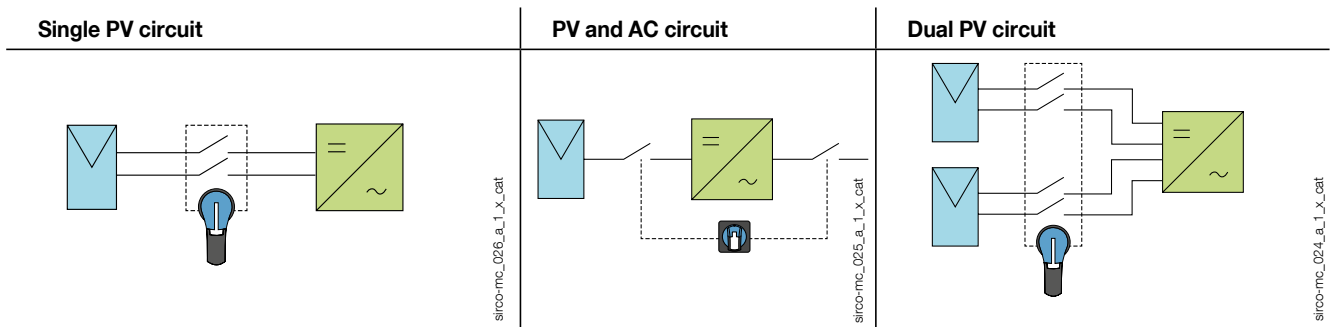 Single PV circuit
PV and AC circuit
Dual PV circuit
sirco-mc_026_a_1_x_cat
sirco-mc_025_a_1_x_cat
sirco-mc_024_a_1_x_cat